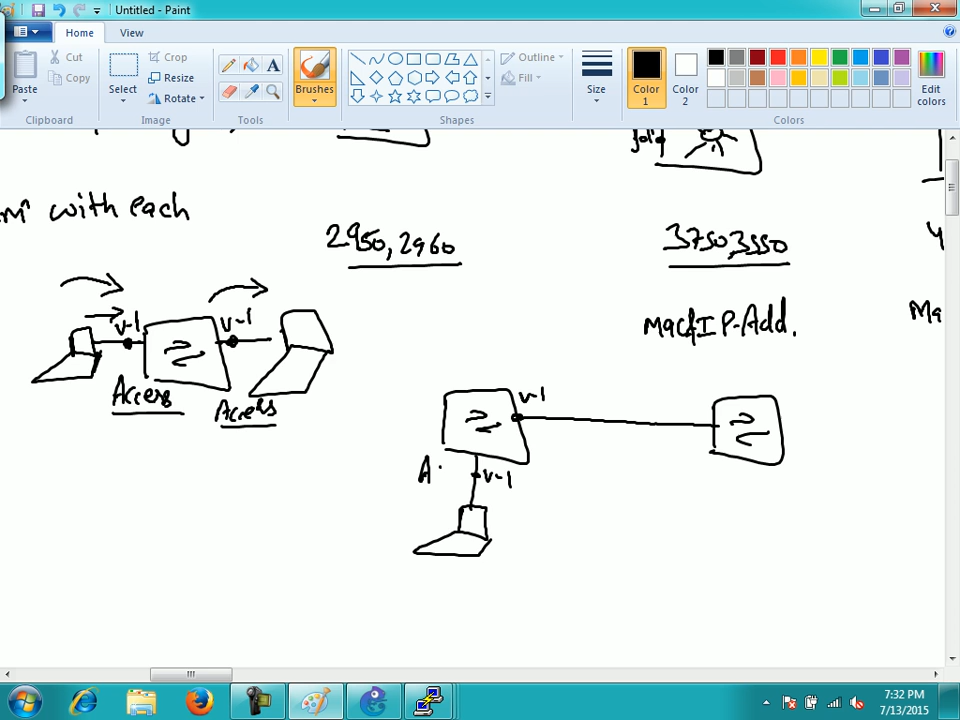 Untitled - Paint
Home
View
Paste
Cut
Copy
Clipboard
Select
Crop
Resize
Rotate
Image
A
Tools
Brushes
Outline
Fill
Shapes
Size
Color 1
Color 2
Edit colors
Colors
with each
2950, 2960
3750, 3550
Mac&IP-Add.
Ma
v-1
v-1
Access
Access
v-1
A
v-1
7:32 PM
7/13/2015